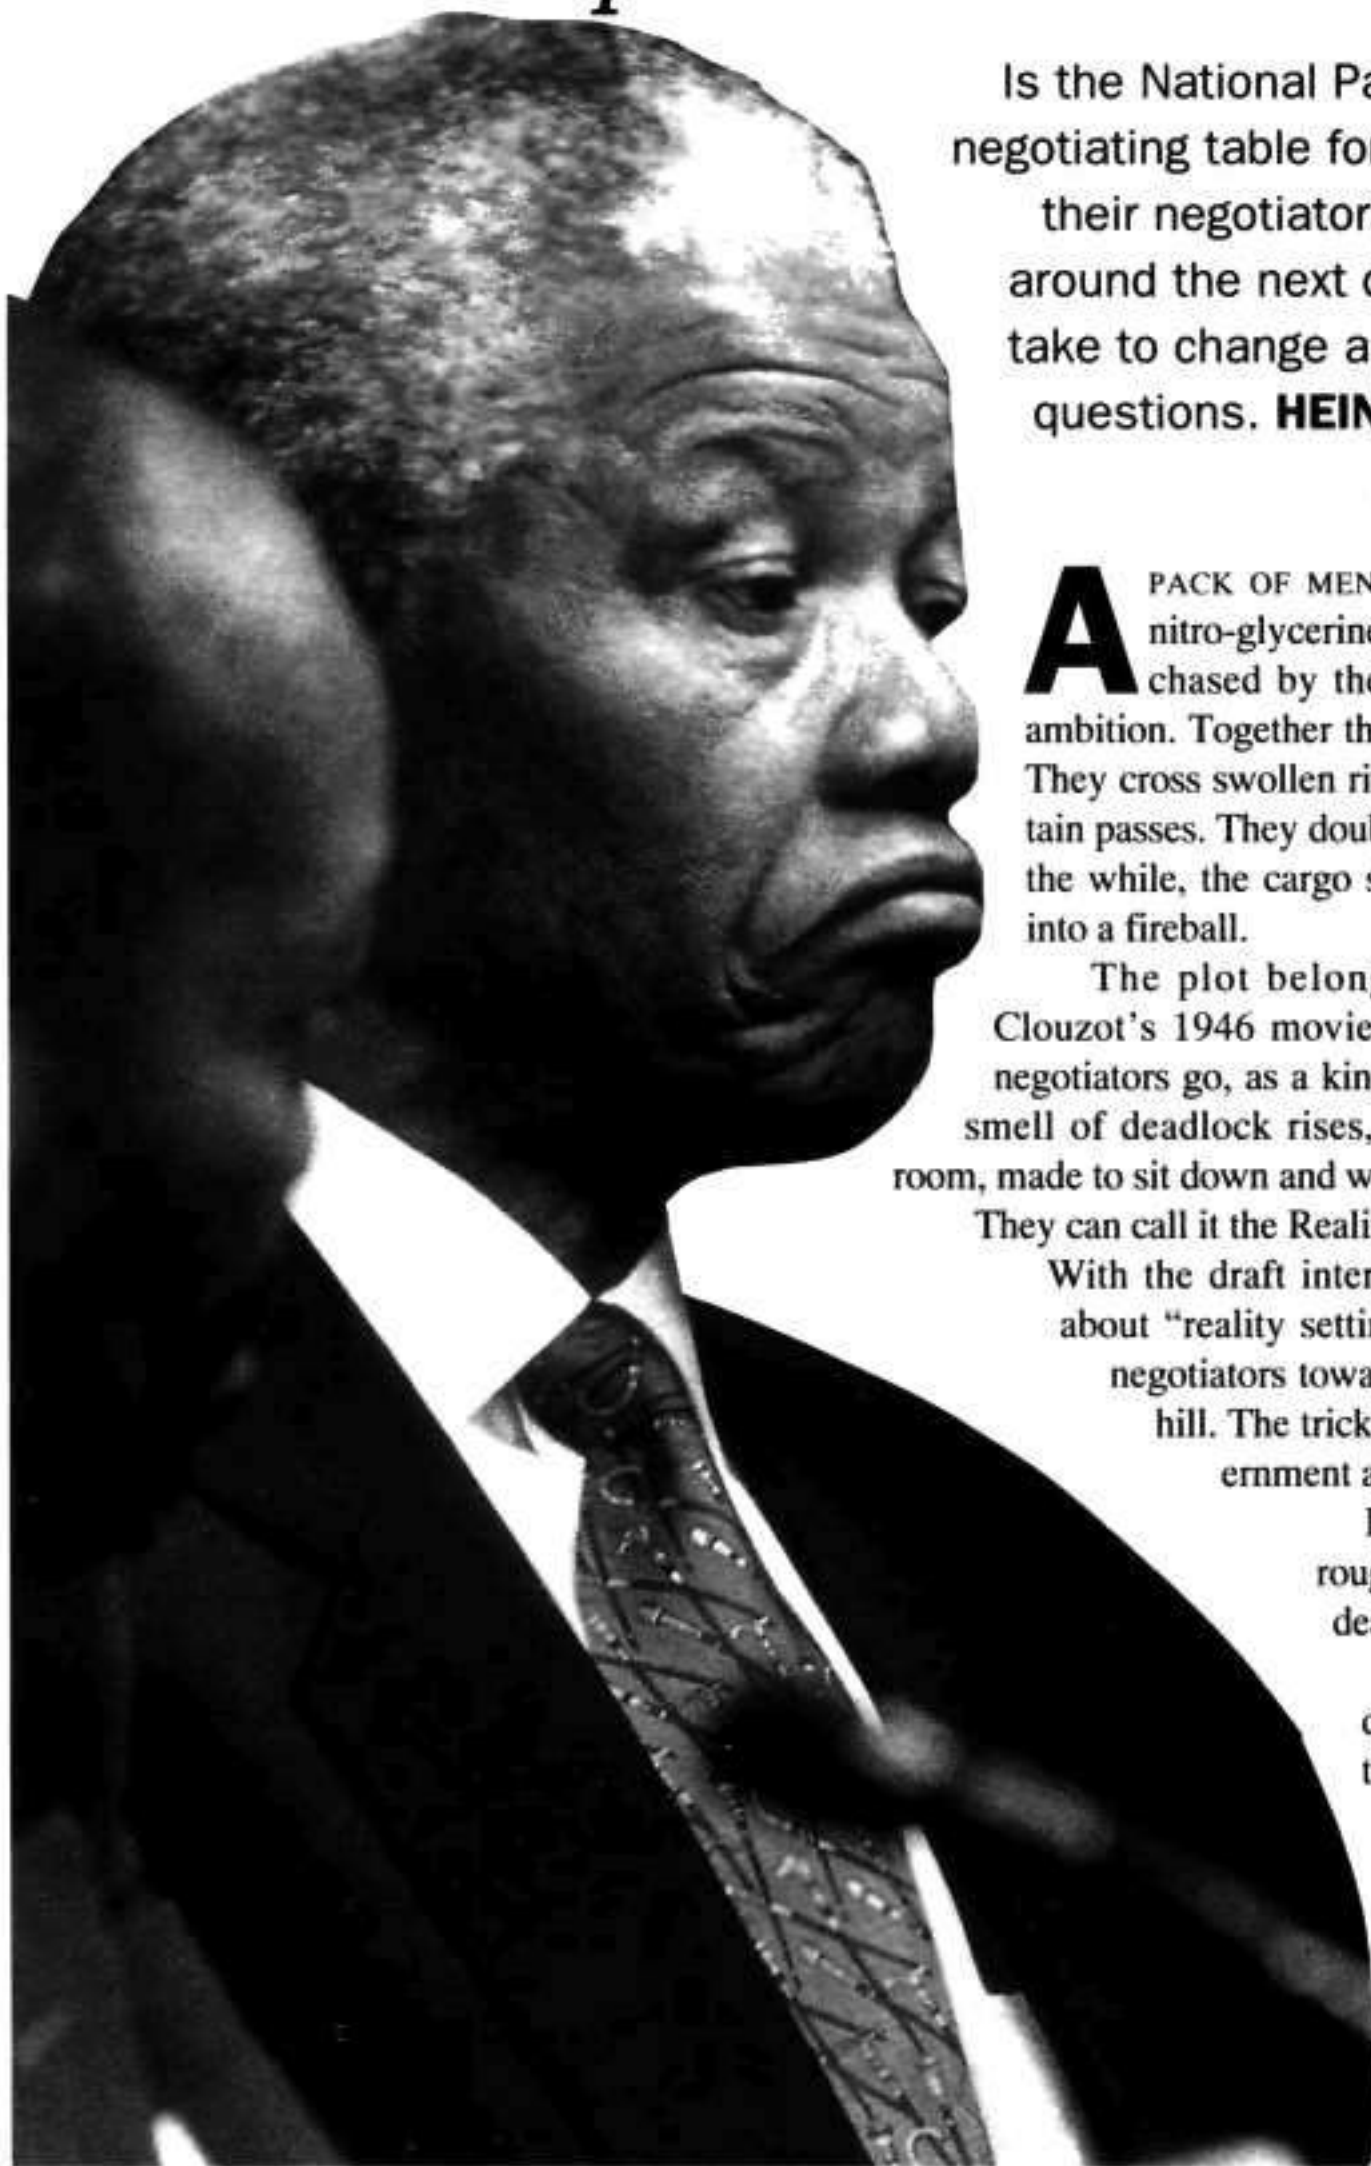 Is the National Pa
negotiating table for
their negotiator
around the next
take to change a
questions. HEIN
A PACK OF MEN
nitro-glycerine
chased by the
ambition. Together th
They cross swollen ri
tain passes. They doul
the while, the cargo s
into a fireball.
The plot belon
Clouzot's 1946 movie
negotiators go, as a kin
smell of deadlock rises,
room, made to sit down and w
They can call it the Reali
With the draft inter
about “reality settin
negotiators towa
hill. The trick
ernment a
rou
de
t